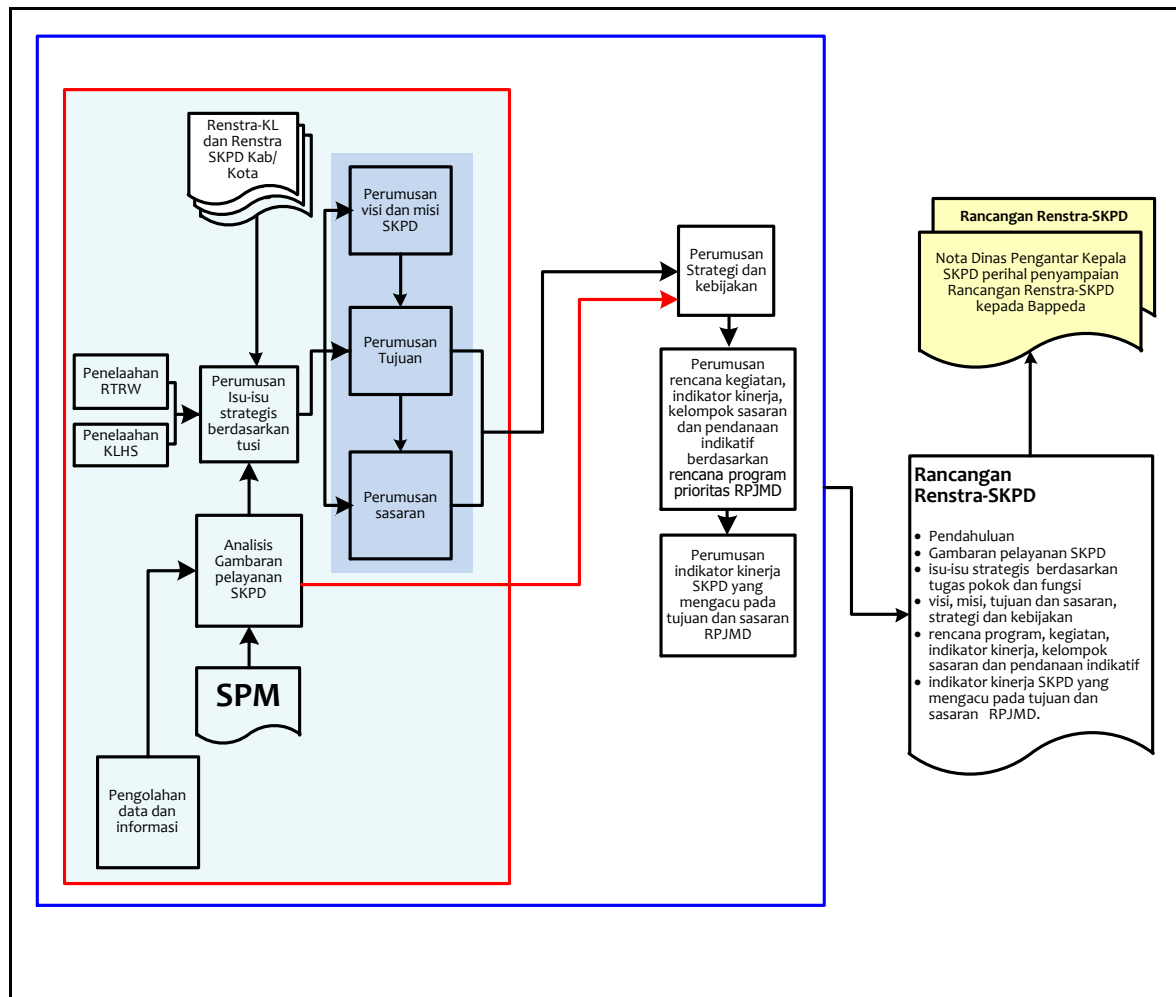 Renstra-KL
dan Renstra
SKPD Kab/
Kota
Perumusan
visi dan misi
SKPD
Rancangan Renstra-SKPD
Nota Dinas Pengantar Kepala
SKPD perihal penyampaian
Rancangan Renstra-SKPD
kepada Bappeda
Perumusan
Strategi dan
kebijakan
Perumusan
Tujuan
Penelaahan
RTRW
Penelaahan
KLHS
Perumusan
Isu-isu
strategis
berdasarkan
tusi
Perumusan
rencana kegiatan,
indikator kinerja,
kelompok sasaran
dan pendanaan
indikatif
berdasarkan
rencana program
prioritas RPJMD
Perumusan
sasaran
Analisis
Gambaran
pelayanan
SKPD
Perumusan
indikator kinerja
SKPD yang
mengacu pada
tujuan dan sasaran
RPJMD
SPM
Pengolahan
data dan
informasi
Rancangan
Renstra-SKPD
• Pendahuluan
• Gambaran pelayanan SKPD
• isu-isu strategis berdasarkan
tugas pokok dan fungsi
• visi, misi, tujuan dan sasaran,
strategi dan kebijakan
• rencana program, kegiatan,
indikator kinerja, kelompok
sasaran dan pendanaan indikatif
• indikator kinerja SKPD yang
mengacu pada tujuan dan
sasaran RPJMD.